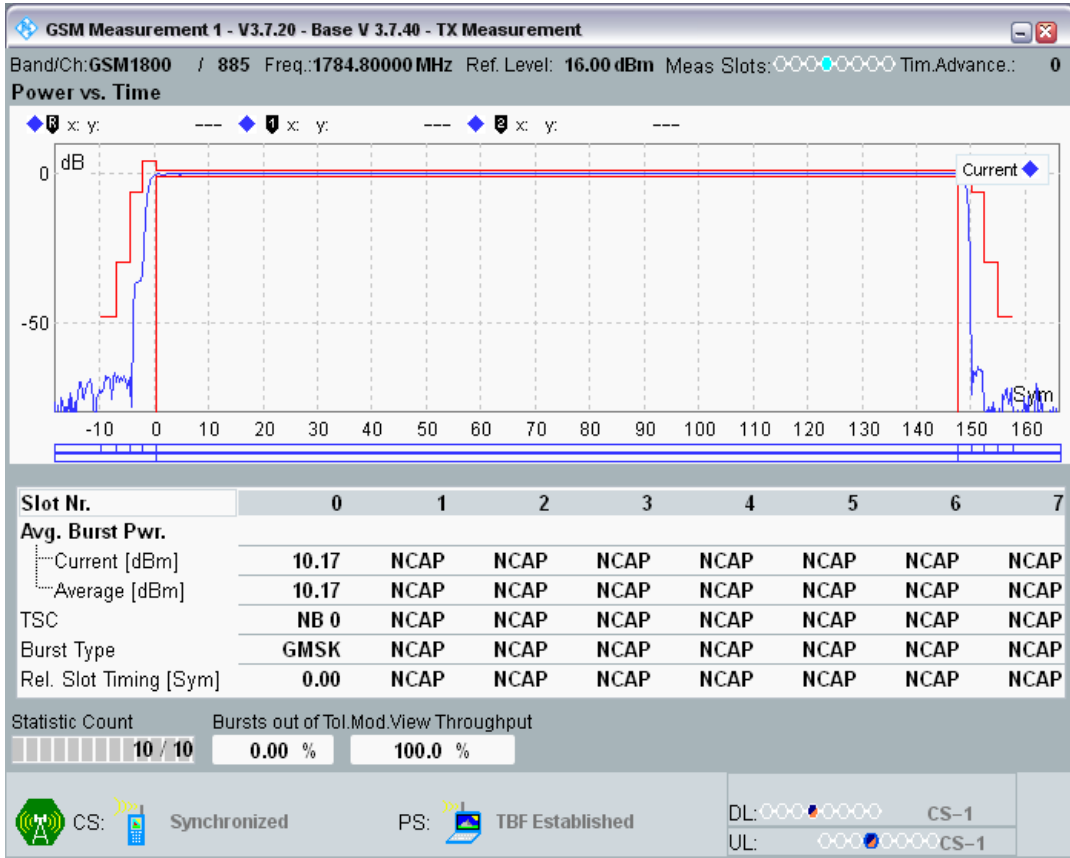 GSM Measurement 1 - V3.7.20 - Base V 3.7.40 - TX Measurement
Band/Ch:GSM1800 / 885 Freq.:1784.80000 MHz Ref. Level: 16.00 dBm Meas Slots: Tim.Advance.: 0
Power vs. Time
R x: y: --- 1 x: y: --- 2 x: y: ---
dB
Current
0
-50
Sym
-10 0 10 20 30 40 50 60 70 80 90 100 110 120 130 140 150 160
Slot Nr. 0 1 2 3 4 5 6 7
Avg. Burst Pwr.
Current [dBm] 10.17 NCAP NCAP NCAP NCAP NCAP NCAP NCAP
Average [dBm] 10.17 NCAP NCAP NCAP NCAP NCAP NCAP NCAP
TSC NB 0 NCAP NCAP NCAP NCAP NCAP NCAP NCAP
Burst Type GMSK NCAP NCAP NCAP NCAP NCAP NCAP NCAP
Rel. Slot Timing [Sym] 0.00 NCAP NCAP NCAP NCAP NCAP NCAP NCAP
Statistic Count Bursts out of Tol. Mod.View Throughput
10 / 10 0.00 % 100.0 %
CS: Synchronized PS: TBF Established
DL: CS-1
UL: CS-1